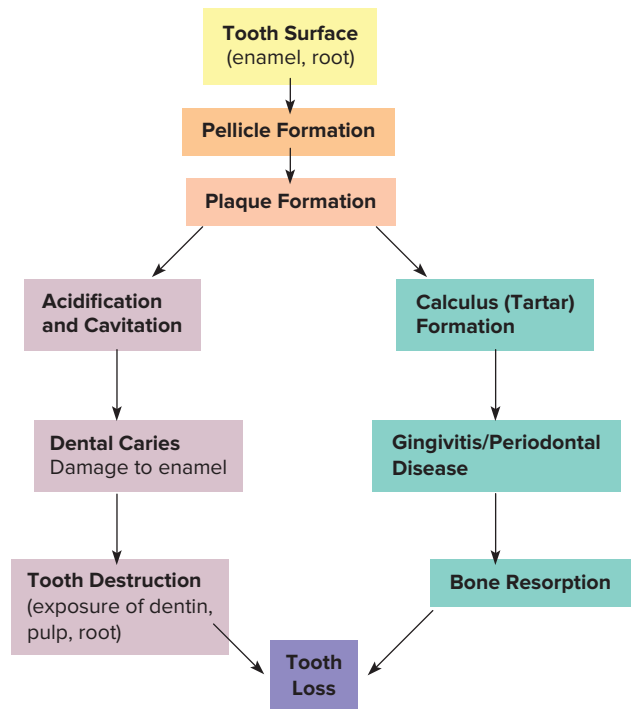 Tooth Surface
(enamel, root)
Pellicle Formation
Plaque Formation
Acidification
and Cavitation
Calculus (Tartar)
Formation
Dental Caries
Damage to enamel
Gingivitis/Periodontal
Disease
Tooth Destruction
(exposure of dentin,
pulp, root)
Bone Resorption
Tooth
Loss